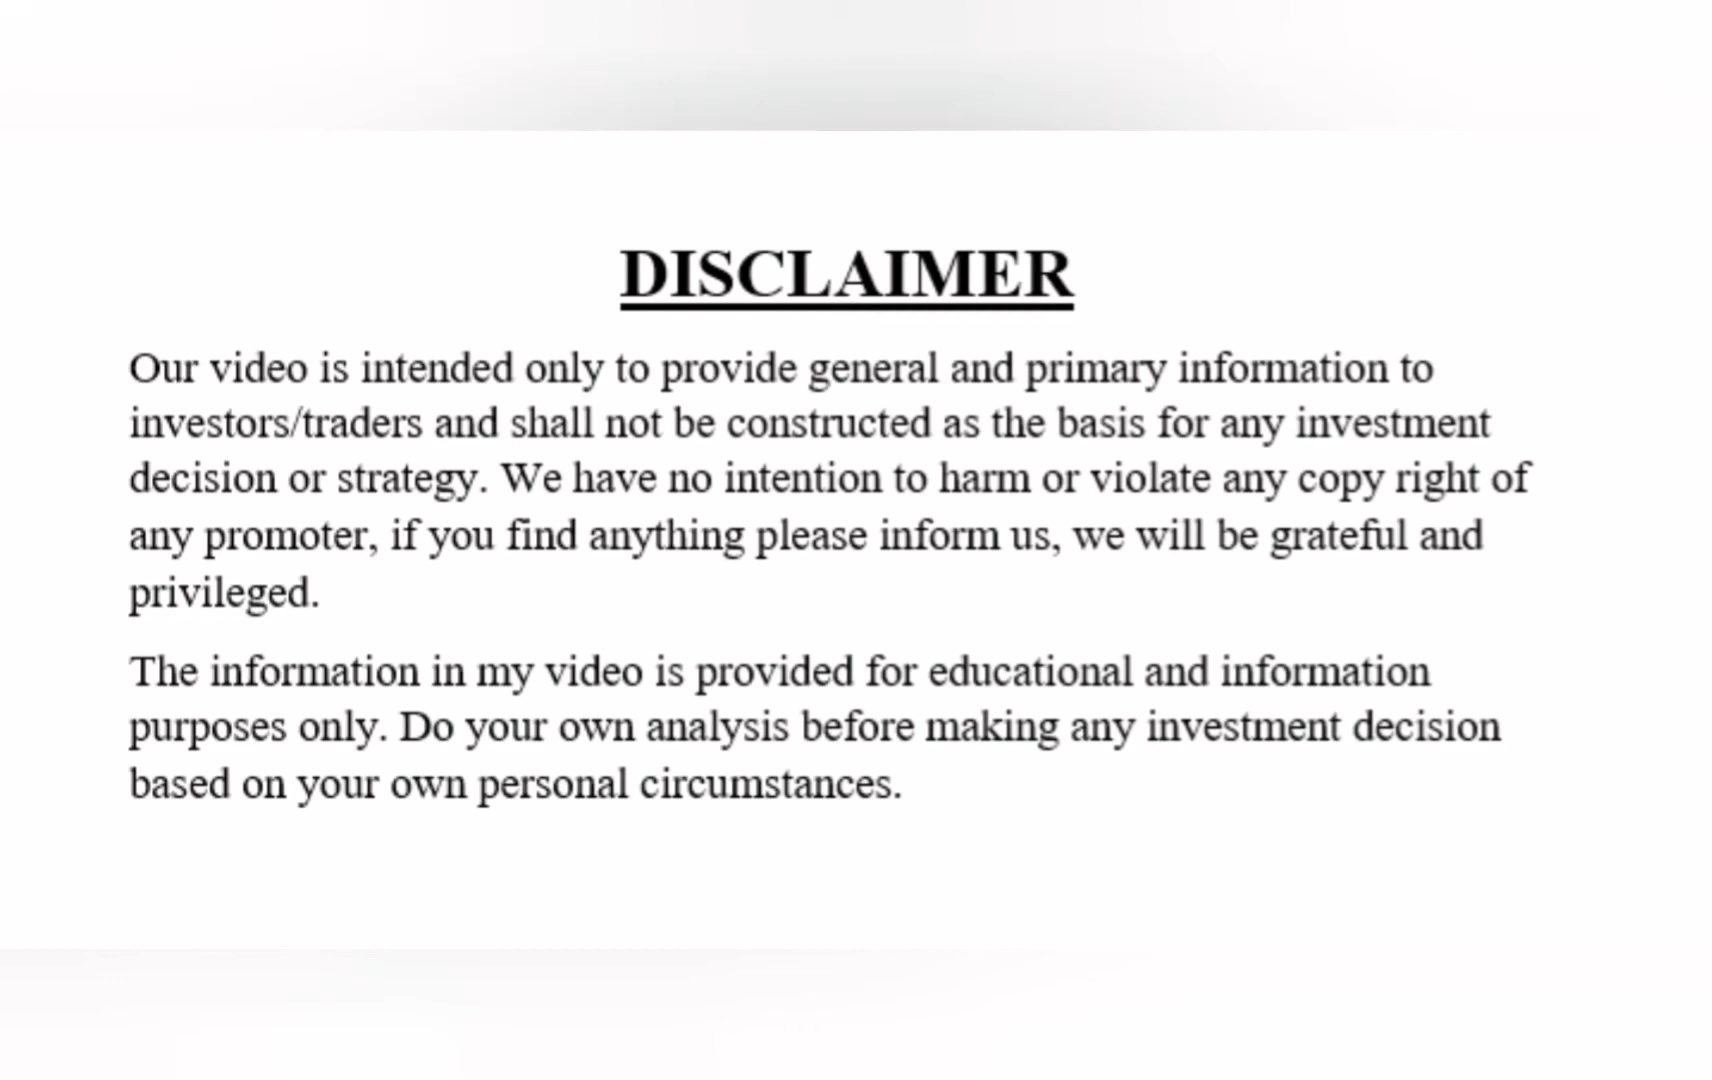 DISCLAIMER
Our video is intended only to provide general and primary information to
investors/traders and shall not be constructed as the basis for any investment
decision or strategy. We have no intention to harm or violate any copy right of
any promoter, if you find anything please inform us, we will be grateful and
privileged.
The information in my video is provided for educational and information
purposes only. Do your own analysis before making any investment decision
based on your own personal circumstances.